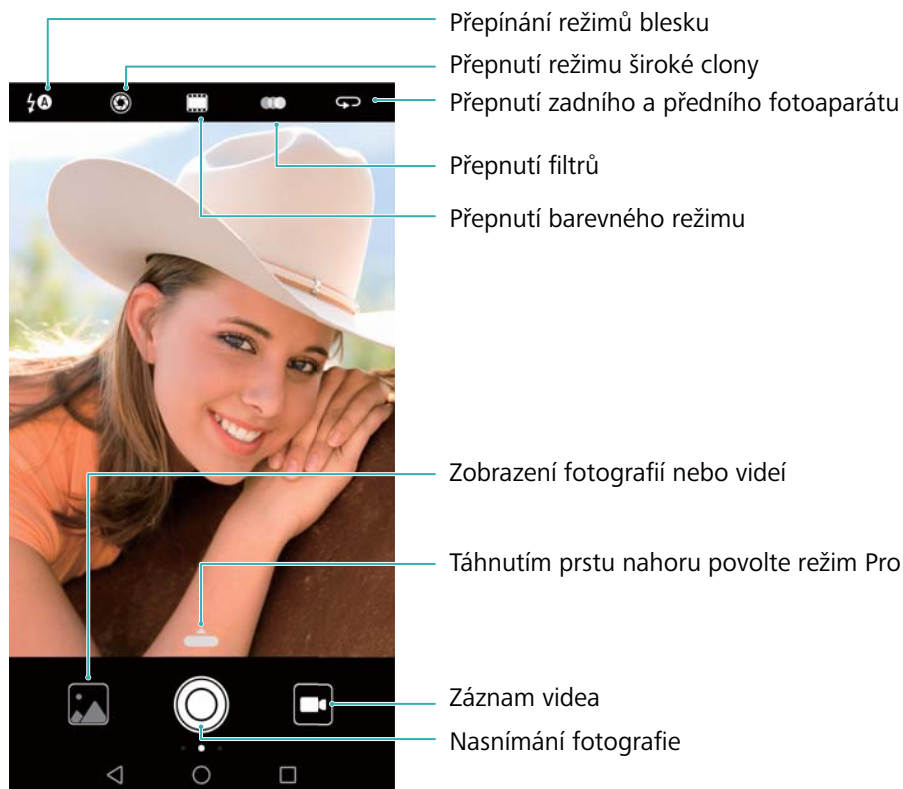 Přepínání režimů blesku
Přepnutí režimu široké clony
Přepnutí zadního a předního fotoaparátu
Přepnutí filtrů
Přepnutí barevného režimu
Zobrazení fotografií nebo videí
Táhnutím prstu nahoru povolte režim Pro
Záznam videa
Nasnímání fotografie
A